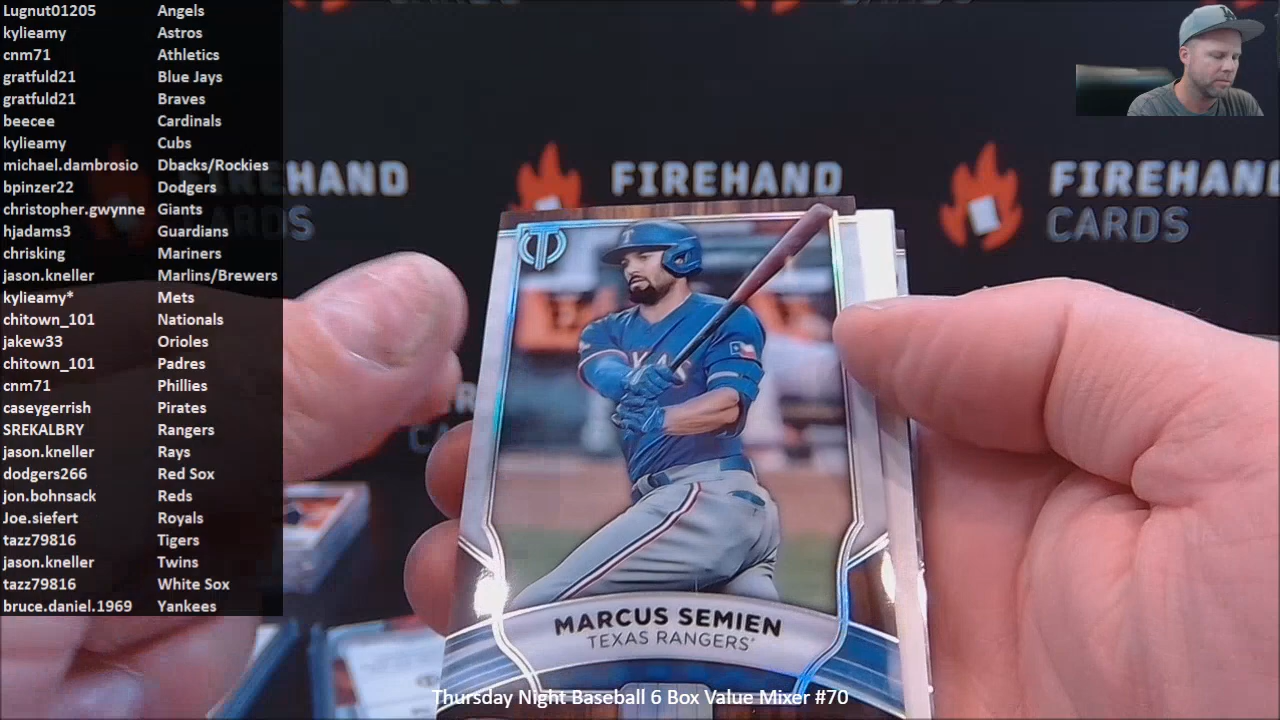 Lugnut01205 Angels
kylieamy Astros
cnm71 Athletics
gratfuld21 Blue Jays
gratfuld21 Braves
beecee Cardinals
kylieamy Cubs
michael.dambrosio Dbacks/Rockies
bpinzer22 Dodgers
christopher.gwynne Giants
hjadams3 Guardians
chrisking Mariners
jason.kneller Marlins/Brewers
kylieamy* Mets
chitown_101 Nationals
jakew33 Orioles
chitown_101 Padres
cnm71 Phillies
caseygerrish Pirates
SREKALBRY Rangers
jason.kneller Rays
dodgers266 Red Sox
jon.bohnsack Reds
Joe.siefert Royals
tazz79816 Tigers
jason.kneller Twins
tazz79816 White Sox
bruce.daniel.1969 Yankees
FIREHAND
FIREHAND
CARDS
MARCUS SEMIEN
TEXAS RANGERS
Thursday Night Baseball 6 Box Value Mixer #70